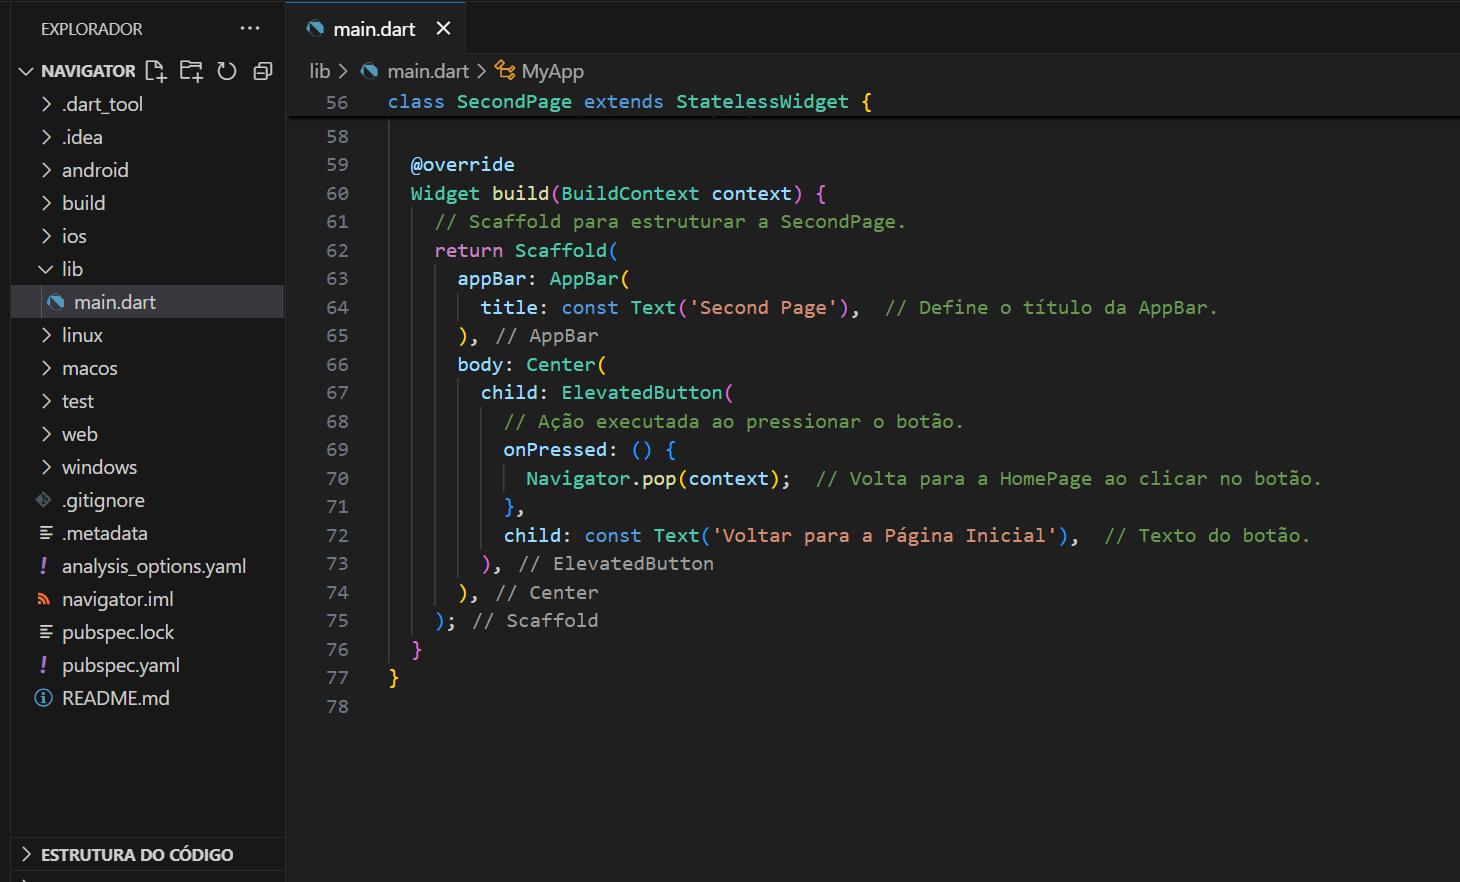 EXPLORADOR
NAVIGATOR
.dart_tool
.idea
android
build
ios
lib
main.dart
linux
macos
test
web
windows
.gitignore
.metadata
analysis_options.yaml
navigator.iml
pubspec.lock
pubspec.yaml
README.md
ESTRUTURA DO CÓDIGO
main.dart
lib > main.dart > MyApp
56 class SecondPage extends StatelessWidget {
58
59 @override
60 Widget build(BuildContext context) {
61 // Scaffold para estruturar a SecondPage.
62 return Scaffold(
63 appBar: AppBar(
64 title: const Text('Second Page'), // Define o título da AppBar.
65 ), // AppBar
66 body: Center(
67 child: ElevatedButton(
68 // Ação executada ao pressionar o botão.
69 onPressed: () {
70 Navigator.pop(context); // Volta para a HomePage ao clicar no botão.
71 },
72 child: const Text('Voltar para a Página Inicial'), // Texto do botão.
73 ), // ElevatedButton
74 ), // Center
75 ); // Scaffold
76 }
77 }
78